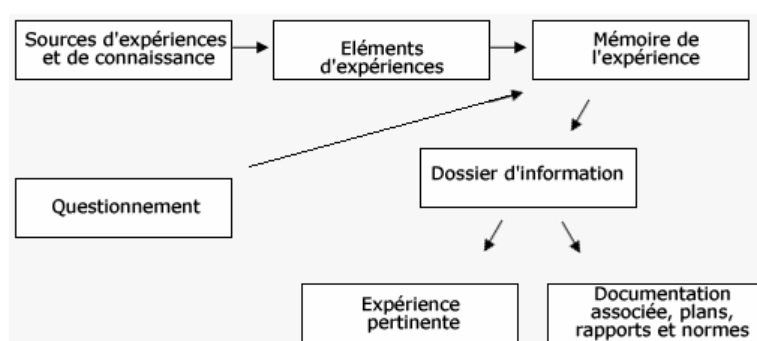 Sources d'expériences
et de connaissance
Eléments
d'expériences
Mémoire de
l'expérience
Dossier d'information
Questionnement
Expérience
pertinente
Documentation
associée, plans,
rapports et normes